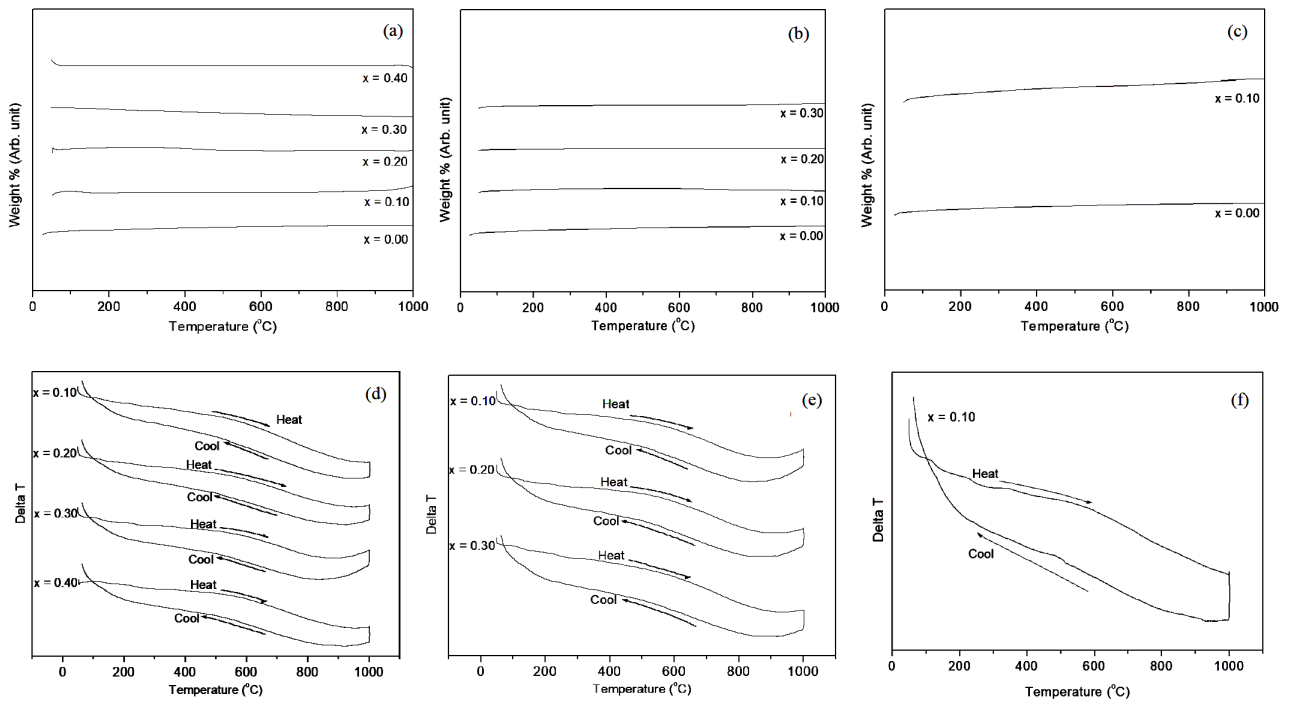 (a)
Weight % (Arb. unit)
x = 0.40
x = 0.30
x = 0.20
x = 0.10
x = 0.00
0 200 400 600 800 1000
Temperature (°C)
(b)
Weight % (Arb. unit)
x = 0.30
x = 0.20
x = 0.10
x = 0.00
0 200 400 600 800 1000
Temperature (°C)
(c)
Weight % (Arb. unit)
x = 0.10
x = 0.00
0 200 400 600 800 1000
Temperature (°C)
(d)
Delta T
x = 0.10
Heat
Cool
x = 0.20
Heat
Cool
x = 0.30
Heat
Cool
x = 0.40
Heat
Cool
0 200 400 600 800 1000
Temperature (°C)
(e)
Delta T
x = 0.10
Heat
Cool
x = 0.20
Heat
Cool
x = 0.30
Heat
Cool
0 200 400 600 800 1000
Temperature (°C)
(f)
Delta T
x = 0.10
Heat
Cool
0 200 400 600 800 1000
Temperature (°C)